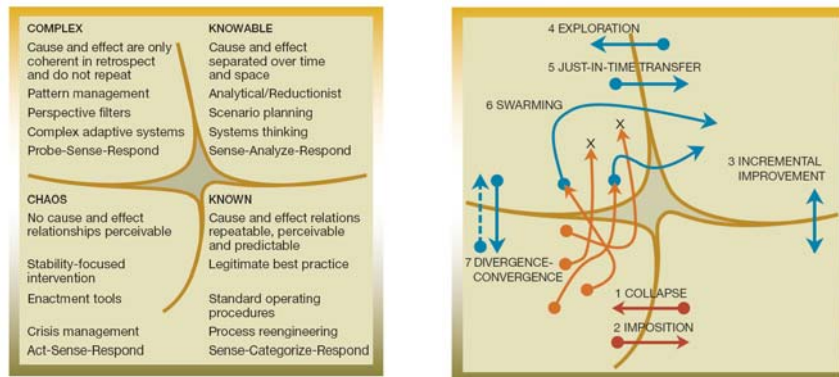 COMPLEX
Cause and effect are only
coherent in retrospect
and do not repeat
Pattern management
Perspective filters
Complex adaptive systems
Probe-Sense-Respond
KNOWABLE
Cause and effect
separated over time
and space
Analytical/Reductionist
Scenario planning
Systems thinking
Sense-Analyze-Respond
CHAOS
No cause and effect
relationships perceivable
Stability-focused
intervention
Enactment tools
Crisis management
Act-Sense-Respond
KNOWN
Cause and effect relations
repeatable, perceivable
and predictable
Legitimate best practice
Standard operating
procedures
Process reengineering
Sense-Categorize-Respond
4 EXPLORATION
5 JUST-IN-TIME TRANSFER
6 SWARMING
X
X
3 INCREMENTAL
IMPROVEMENT
7 DIVERGENCE-
CONVERGENCE
1 COLLAPSE
2 IMPOSITION